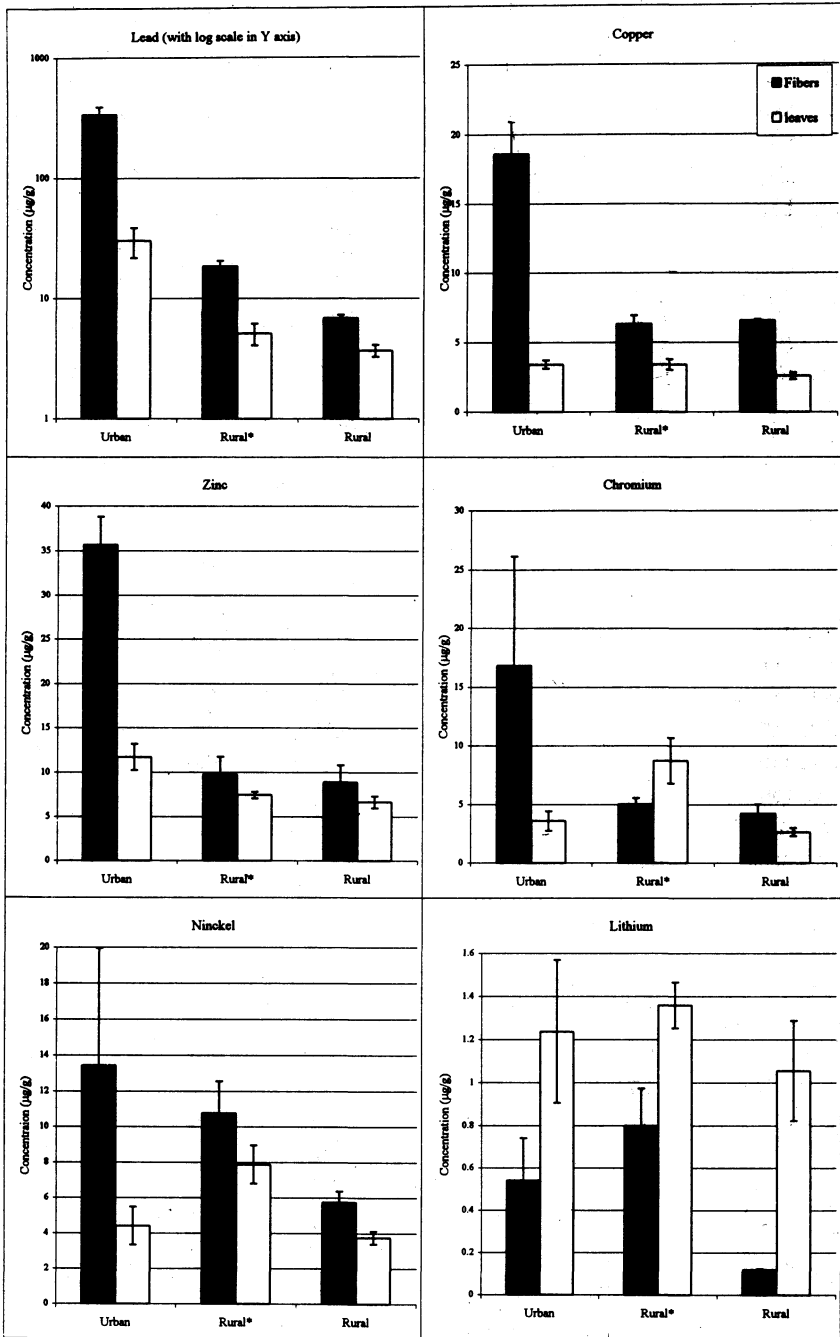 Lead (with log scale in Y axis)
Concentration (µg/g)
1000
100
10
1
Urban Rural* Rural
Copper
Fibers
leaves
Concentration (µg/g)
25
20
15
10
5
0
Urban Rural* Rural
Zinc
Concentration (µg/g)
40
35
30
25
20
15
10
5
0
Urban Rural* Rural
Chromium
Concentration (µg/g)
30
25
20
15
10
5
0
Urban Rural* Rural
Ninckel
Concentraion (µg/g)
20
18
16
14
12
10
8
6
4
2
0
Urban Rural* Rural
Lithium
Concentration (µg/g)
1.6
1.4
1.2
1
0.8
0.6
0.4
0.2
0
Urban Rural* Rural